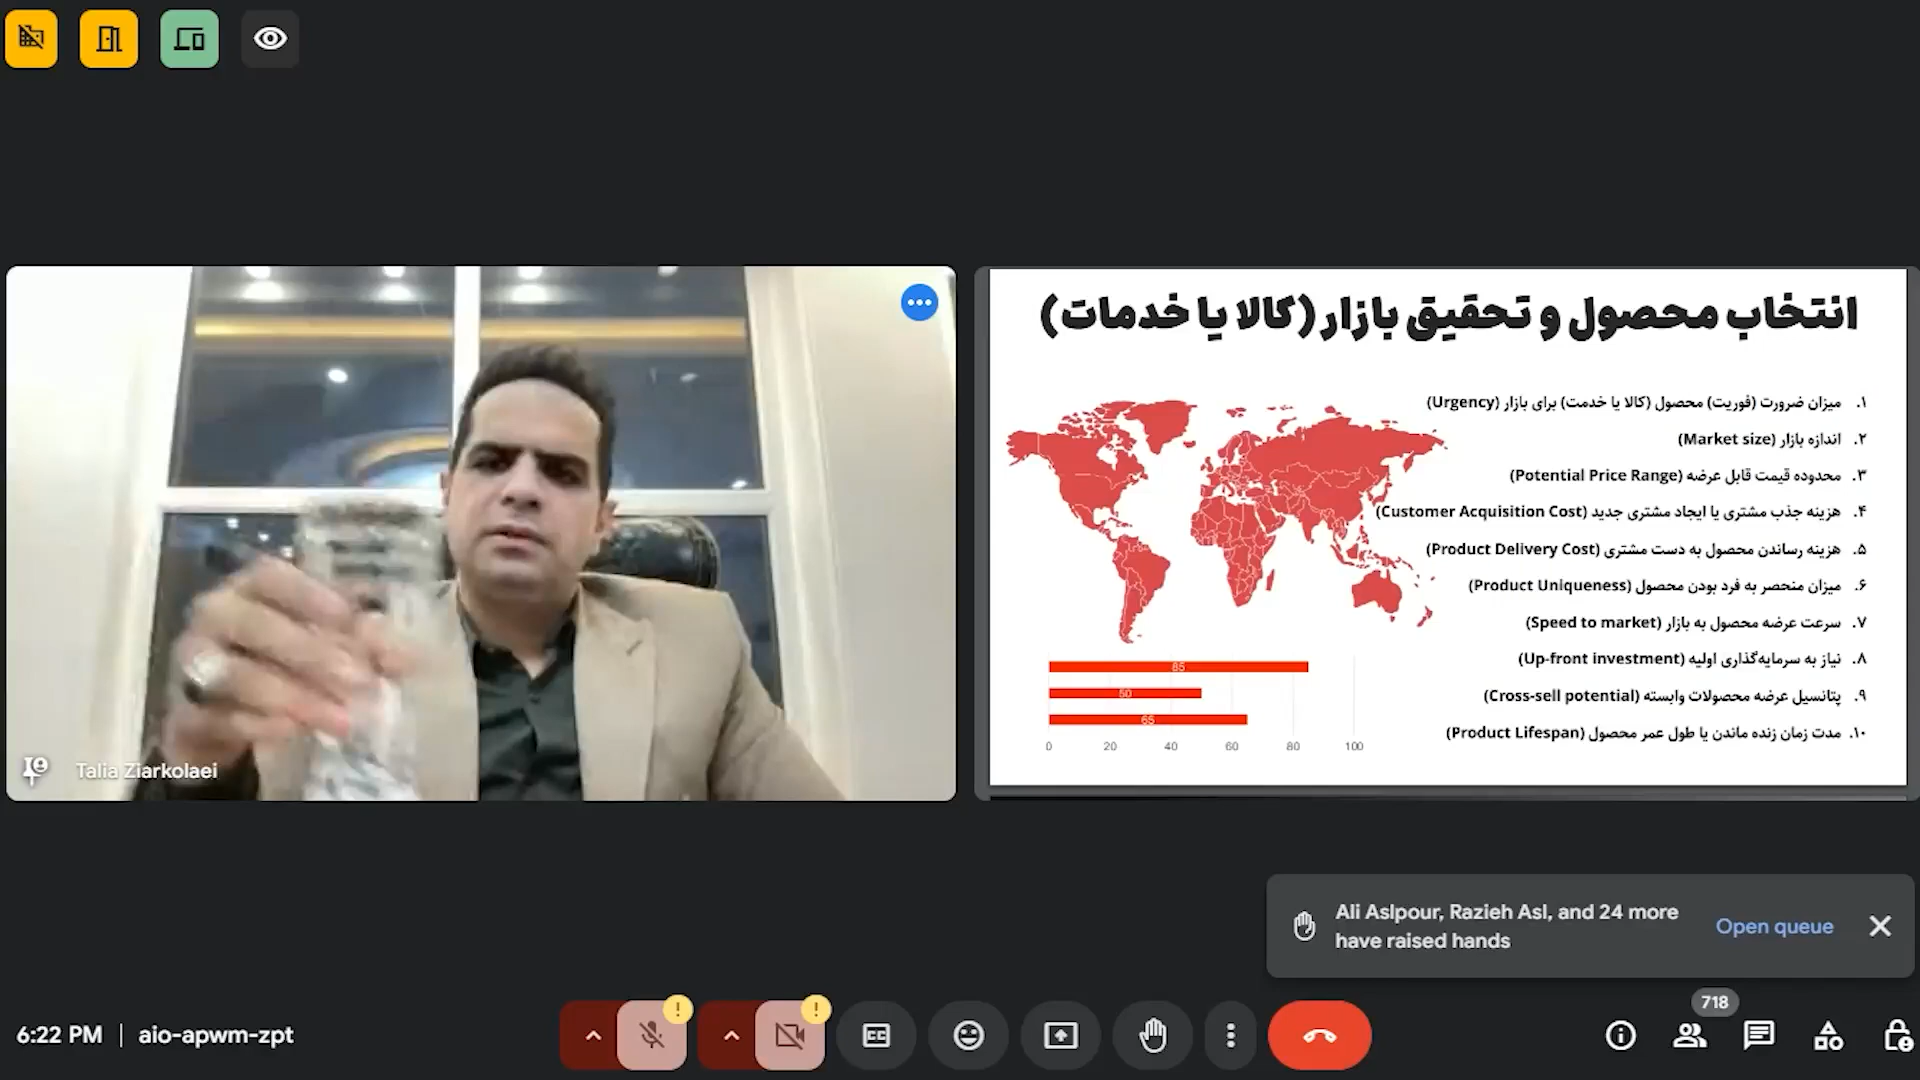 Talia Ziarkolaei
انتخاب محصول و تحقیق بازار (کالا یا خدمات)
۱. میزان ضرورت (فوریت) محصول (کالا یا خدمت) برای بازار (Urgency)
۲. اندازه بازار (Market size)
۳. محدوده قیمت قابل عرضه (Potential Price Range)
۴. هزینه جذب مشتری یا ایجاد مشتری جدید (Customer Acquisition Cost)
۵. هزینه رساندن محصول به دست مشتری (Product Delivery Cost)
۶. میزان منحصر به فرد بودن محصول (Product Uniqueness)
۷. سرعت عرضه محصول به بازار (Speed to market)
۸. نیاز به سرمایه‌گذاری اولیه (Up-front investment)
۹. پتانسیل عرضه محصولات وابسته (Cross-sell potential)
۱۰. مدت زمان زنده ماندن یا طول عمر محصول (Product Lifespan)
85
50
65
0 20 40 60 80 100
Ali Aslpour, Razieh Asl, and 24 more
have raised hands
Open queue
6:22 PM | aio-apwm-zpt
718